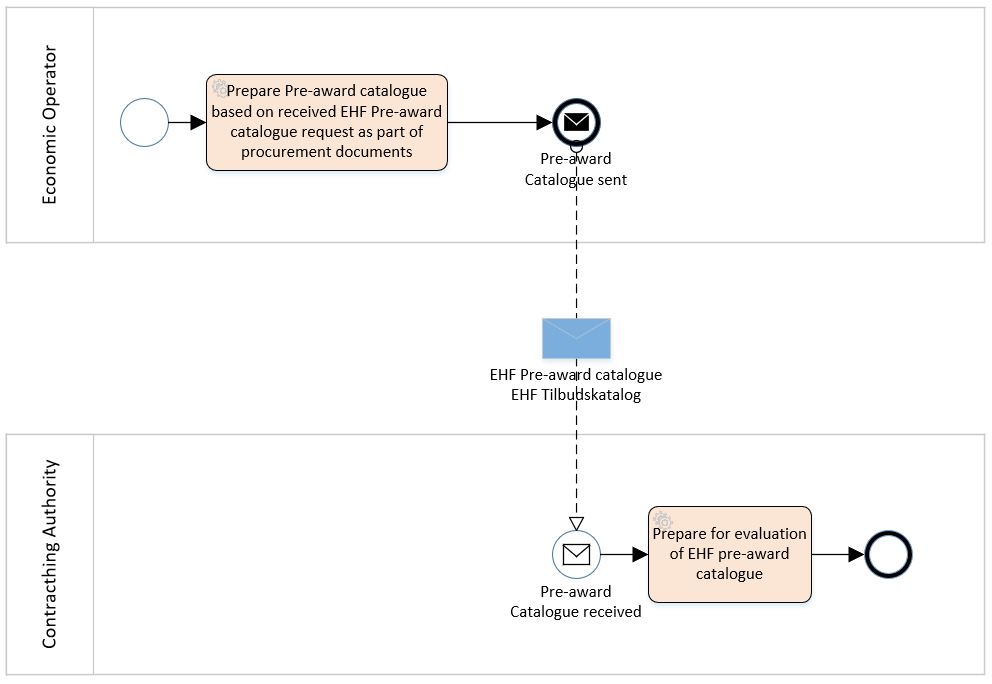 Economic Operator
Prepare Pre-award catalogue
based on received EHF Pre-award
catalogue request as part of
procurement documents
Pre-award
Catalogue sent
EHF Pre-award catalogue
EHF Tilbudskatalog
Contracthing Authority
Pre-award
Catalogue received
Prepare for evaluation
of EHF pre-award
catalogue